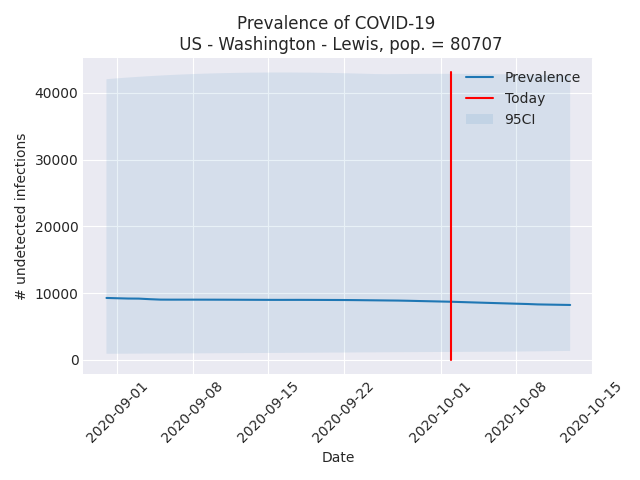 Prevalence of COVID-19
US - Washington - Lewis, pop. = 80707
Prevalence
Today
95CI
# undetected infections
40000
30000
20000
10000
0
2020-09-01
2020-09-08
2020-09-15
2020-09-22
2020-10-01
2020-10-08
2020-10-15
Date